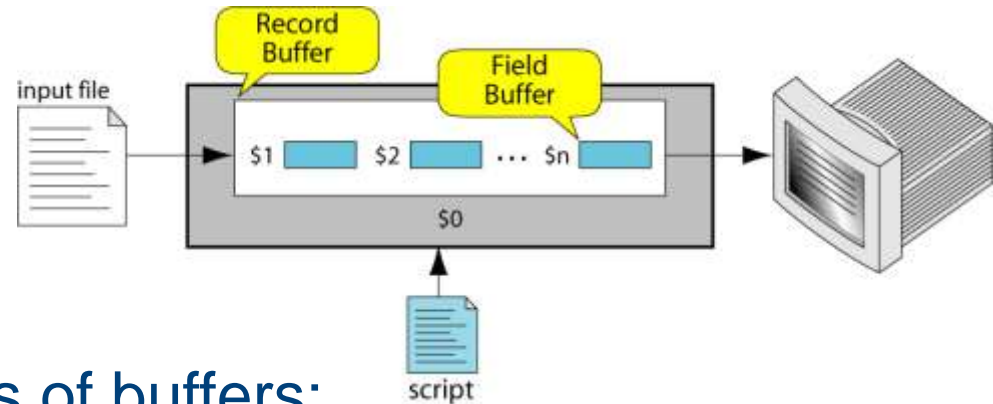 Record
Buffer
Field
Buffer
input file
$1
$2
...
$n
$0
script
s of buffers: